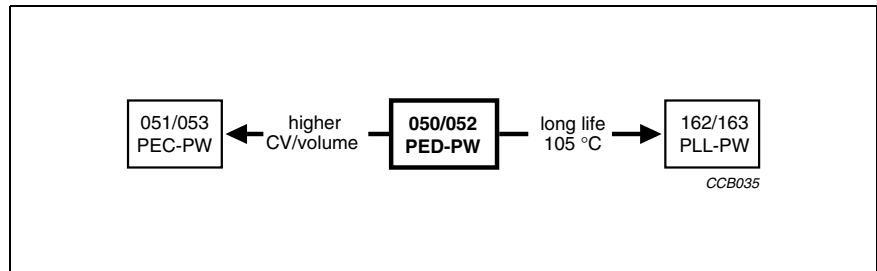 051/053
PEC-PW
higher
CV/volume
050/052
PED-PW
long life
105 °C
162/163
PLL-PW
CCB035